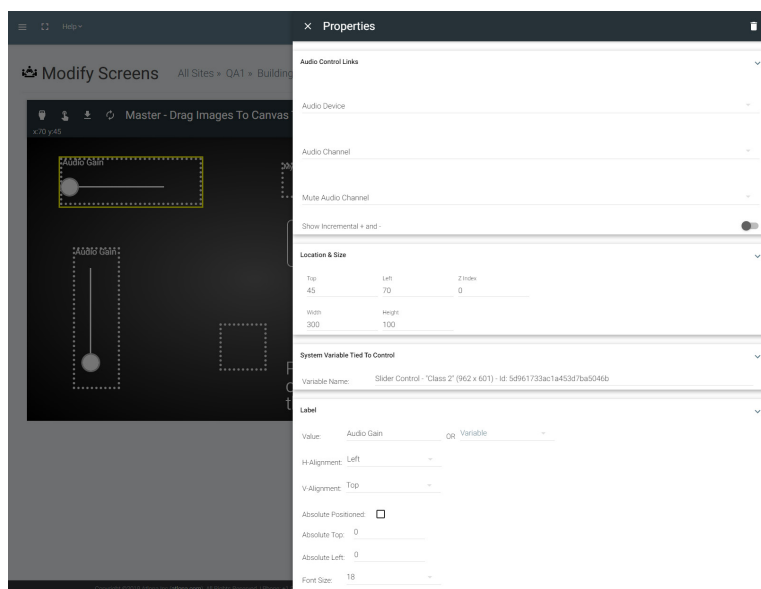 Help
Properties
Modify Screens
All Sites » QA1 » Building
Master - Drag Images To Canvas
x:70 y:45
Audio Gain
Audio Gain
Audio Control Links
Audio Device
Audio Channel
Mute Audio Channel
Show Incremental + and -
Location & Size
Top Left Z Index
45 70 0
Width Height
300 100
System Variable Tied To Control
Variable Name: Slider Control - "Class 2" (962 x 601) - Id: 5d961733ac1a453d7ba5046b
Label
Value: Audio Gain OR Variable
H-Alignment: Left
V-Alignment: Top
Absolute Positioned:
Absolute Top: 0
Absolute Left: 0
Font Size: 18